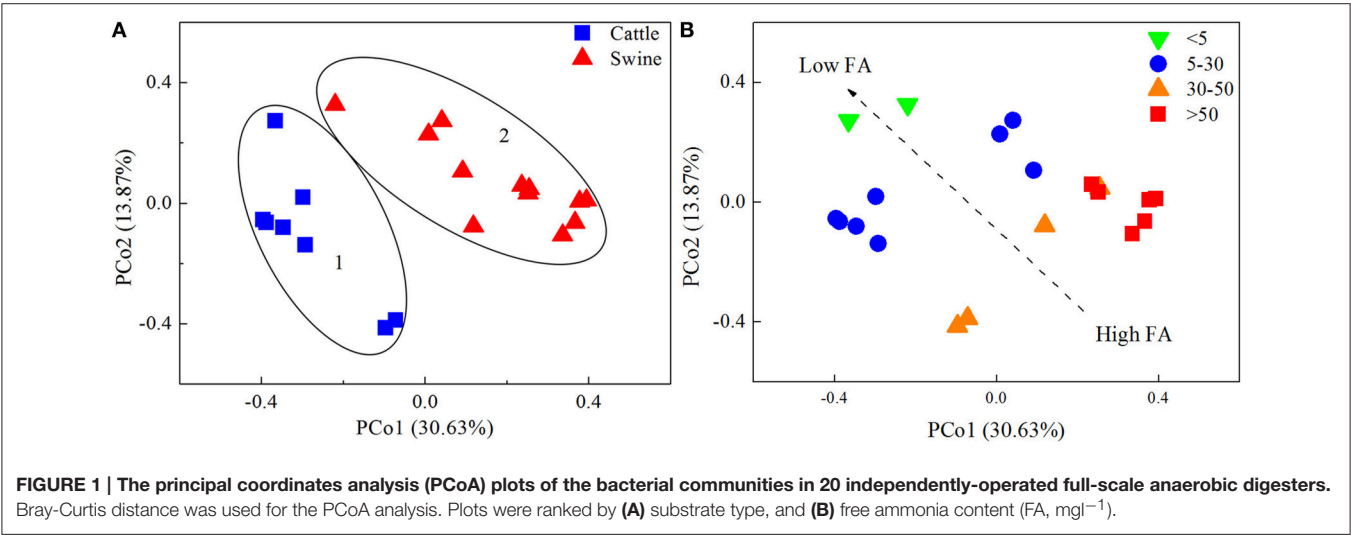 A
Cattle
Swine
0.4
0.0
-0.4
-0.4
0.0
0.4
PCo2 (13.87%)
PCo1 (30.63%)
1
2
B
<5
5-30
30-50
>50
Low FA
High FA
0.4
0.0
-0.4
-0.4
0.0
0.4
PCo2 (13.87%)
PCo1 (30.63%)
FIGURE 1 | The principal coordinates analysis (PCoA) plots of the bacterial communities in 20 independently-operated full-scale anaerobic digesters.
Bray-Curtis distance was used for the PCoA analysis. Plots were ranked by (A) substrate type, and (B) free ammonia content (FA, mgl⁻¹).